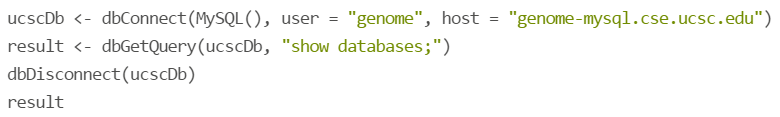 ucscDb <- dbConnect(MySQL(), user = "genome", host = "genome-mysql.cse.ucsc.edu")
result <- dbGetQuery(ucscDb, "show databases;")
dbDisconnect(ucscDb)
result